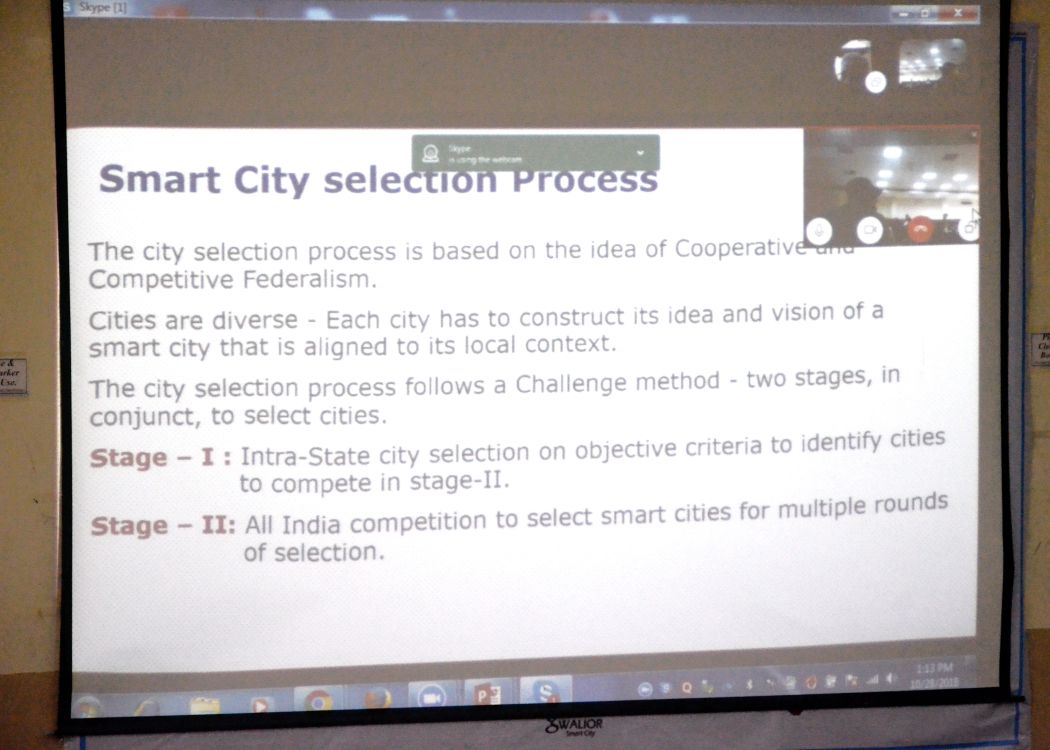 Skype [1]
Skype
is using the webcam
Smart City selection Process
The city selection process is based on the idea of Cooperative and
Competitive Federalism.
Cities are diverse - Each city has to construct its idea and vision of a
smart city that is aligned to its local context.
The city selection process follows a Challenge method - two stages, in
conjunct, to select cities.
Stage – I : Intra-State city selection on objective criteria to identify cities
to compete in stage-II.
Stage – II: All India competition to select smart cities for multiple rounds
of selection.
1:13 PM
10/28/2018
GWALIOR
Smart City